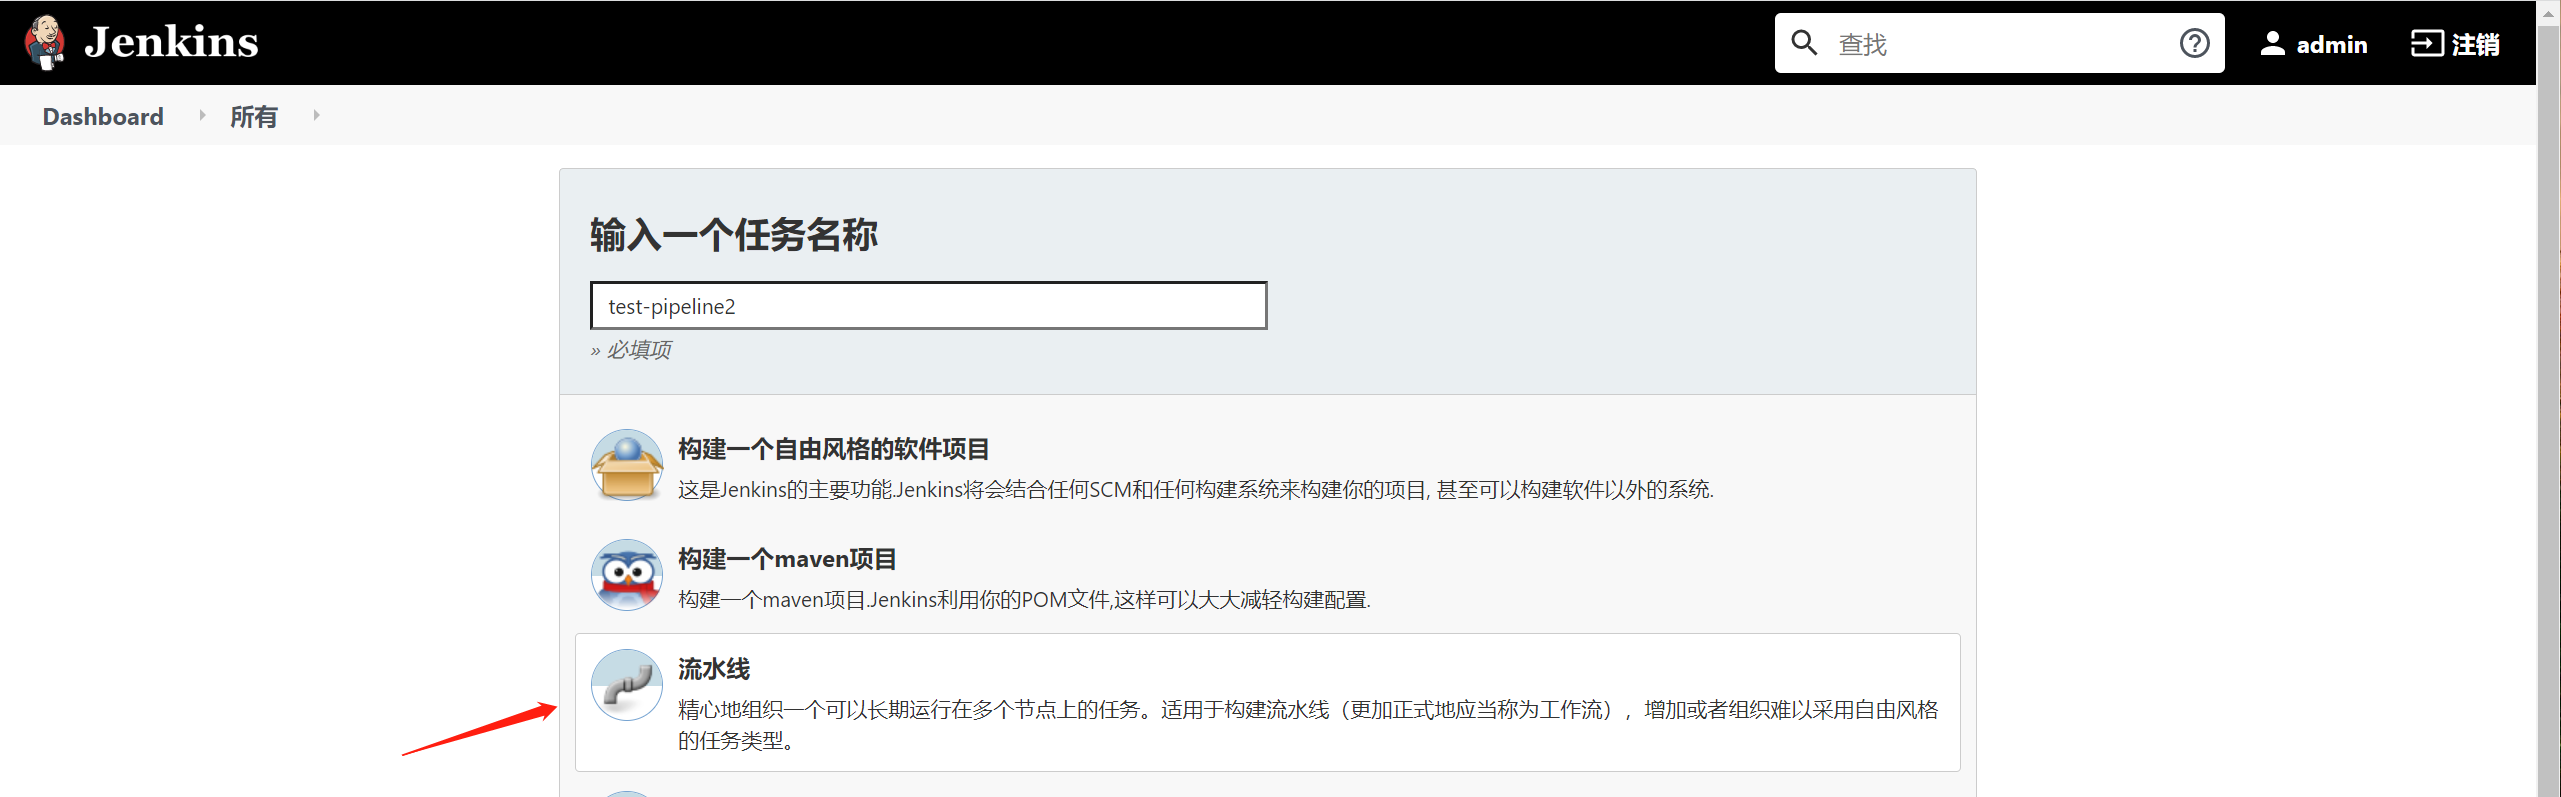 Jenkins
查找
admin
注销
Dashboard
所有
输入一个任务名称
test-pipeline2
» 必填项
构建一个自由风格的软件项目
这是Jenkins的主要功能.Jenkins将会结合任何SCM和任何构建系统来构建你的项目, 甚至可以构建软件以外的系统.
构建一个maven项目
构建一个maven项目.Jenkins利用你的POM文件,这样可以大大减轻构建配置.
流水线
精心地组织一个可以长期运行在多个节点上的任务。适用于构建流水线（更加正式地应当称为工作流），增加或者组织难以采用自由风格
的任务类型。